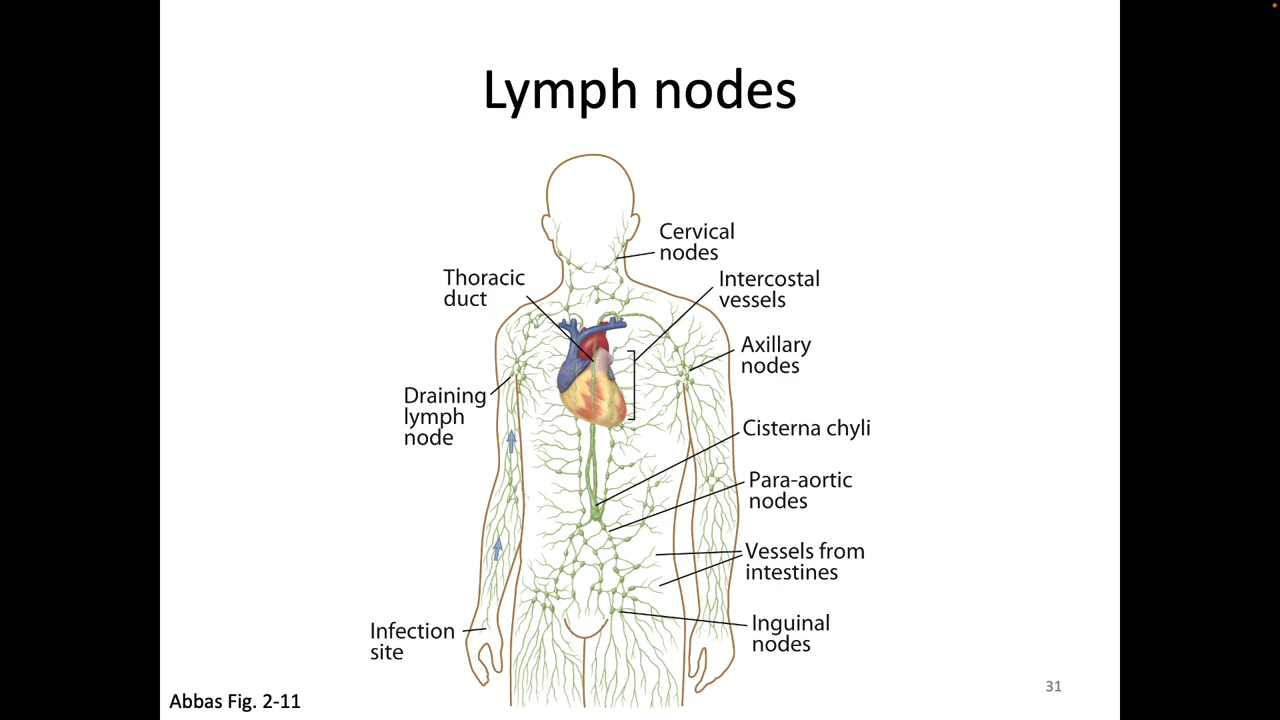 Lymph nodes
Cervical
nodes
Thoracic
duct
Intercostal
vessels
Axillary
nodes
Draining
lymph
node
Cisterna chyli
Para-aortic
nodes
Vessels from
intestines
Infection
site
Inguinal
nodes
Abbas Fig. 2-11
31